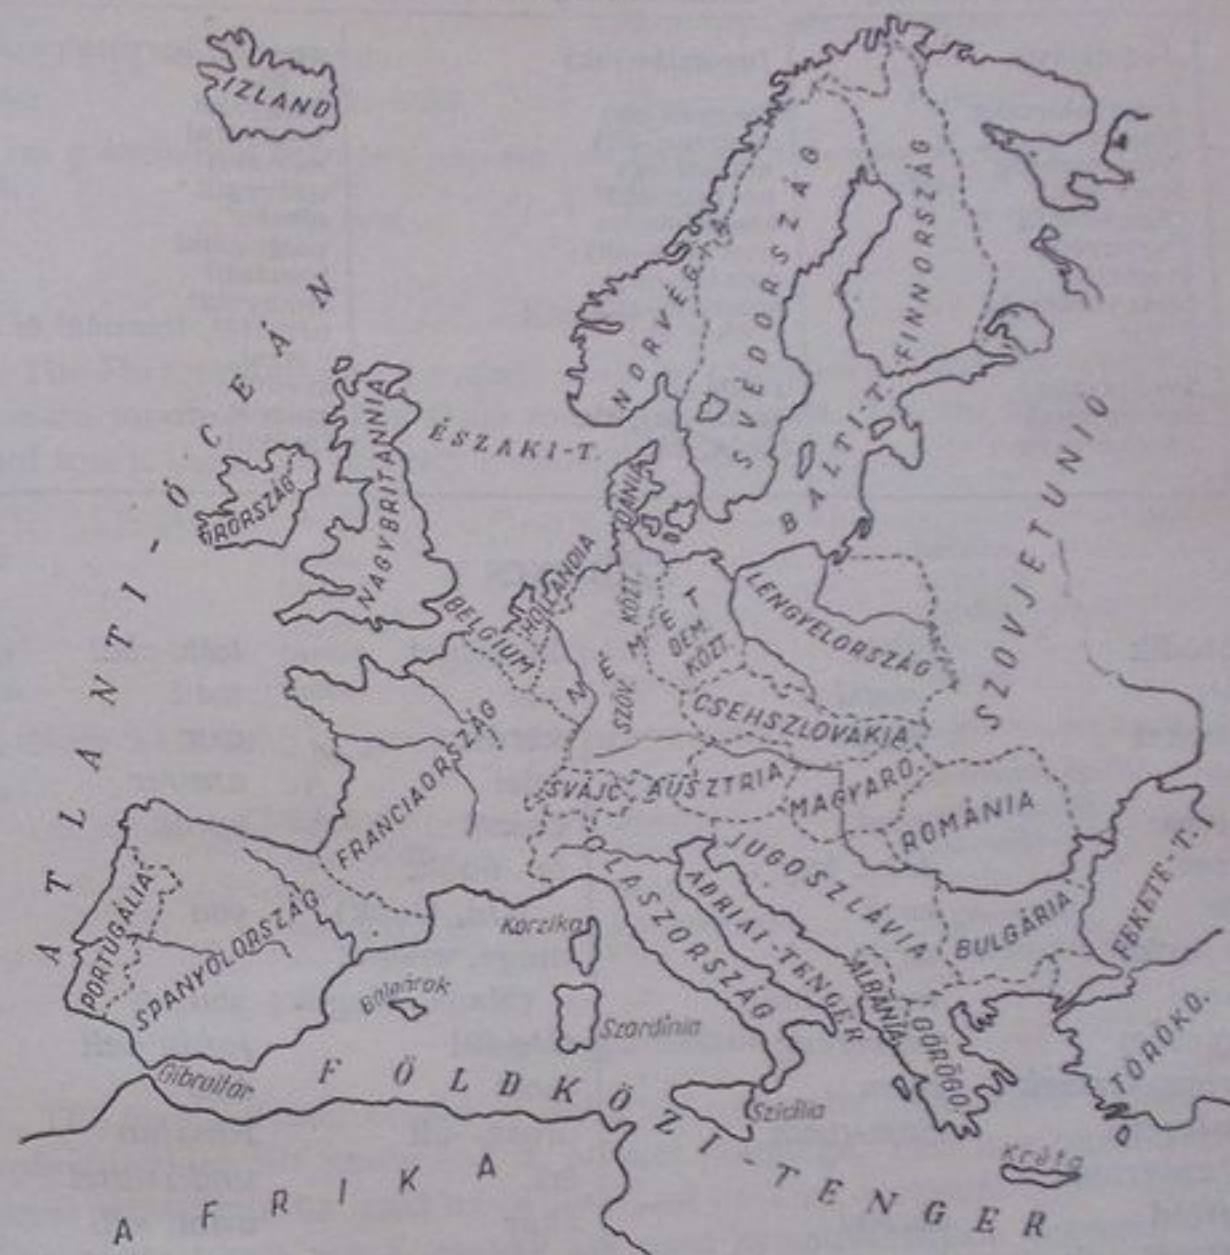 IZLAND
ATLANTI-ÓCEÁN
ÉSZAKI-T.
NORVÉGIA
SVÉDORSZÁG
FINNORSZÁG
BALTI-T.
SZOVJETUNIÓ
ÍRORSZÁG
NAGYBRITANNIA
DÁNIA
HOLLANDIA
BELGIUM
NÉMET
SZÖV. KÖZT.
DEM.
KÖZT.
LENGYELORSZÁG
CSEHSZLOVÁKIA
FRANCIAORSZÁG
SVÁJC
AUSZTRIA
MAGYARO.
ROMÁNIA
JUGOSZLÁVIA
OLASZORSZÁG
ADRIAI-TENGER
BULGÁRIA
FEKETE-T.
ALBÁNIA
GÖRÖGO.
TÖRÖKO.
PORTUGÁLIA
SPANYOLORSZÁG
Korzika
Baleárok
Szardínia
Gibraltár
FÖLDKÖZI-TENGER
Szicília
Kréta
AFRIKA